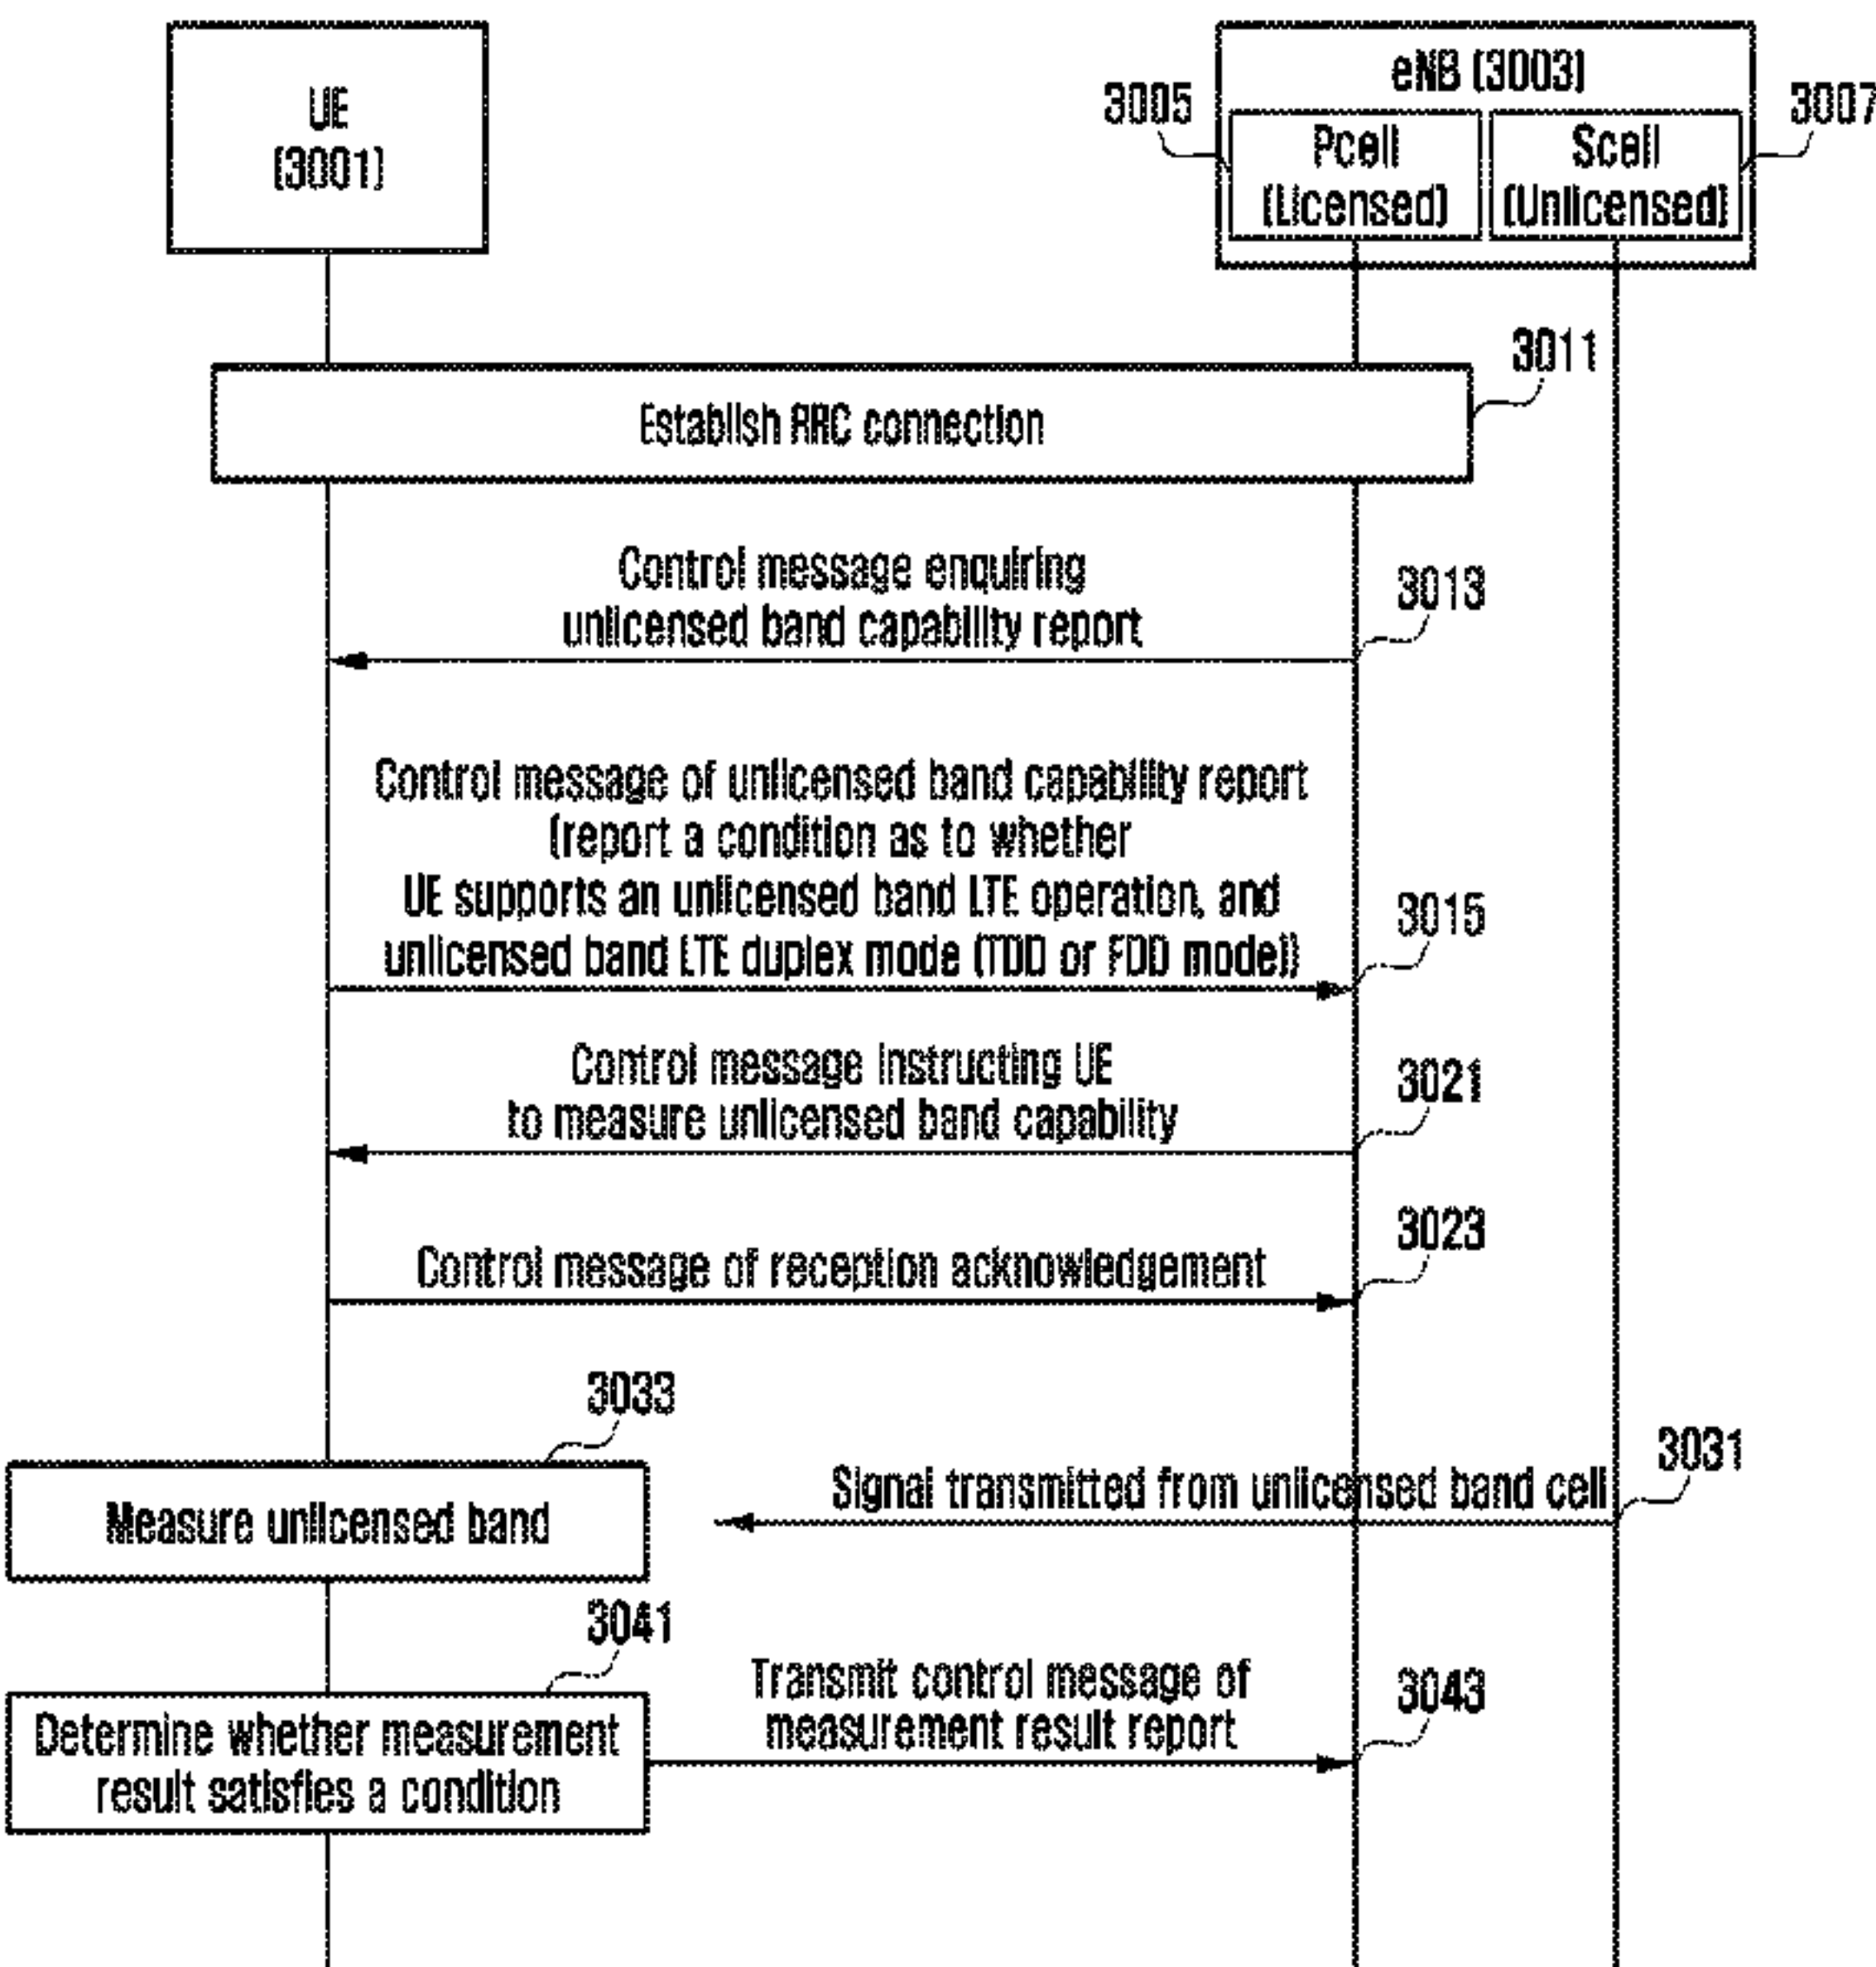 UE
(3001)
eNB (3003)
3005
3007
Pcell
(Licensed)
Scell
(Unlicensed)
3011
Establish RRC connection
Control message enquiring
unlicensed band capability report
3013
Control message of unlicensed band capability report
(report a condition as to whether
UE supports an unlicensed band LTE operation, and
unlicensed band LTE duplex mode (TDD or FDD model))
3015
Control message instructing UE
to measure unlicensed band capability
3021
Control message of reception acknowledgement
3023
3033
Measure unlicensed band
Signal transmitted from unlicensed band cell
3031
3041
Determine whether measurement
result satisfies a condition
Transmit control message of
measurement result report
3043